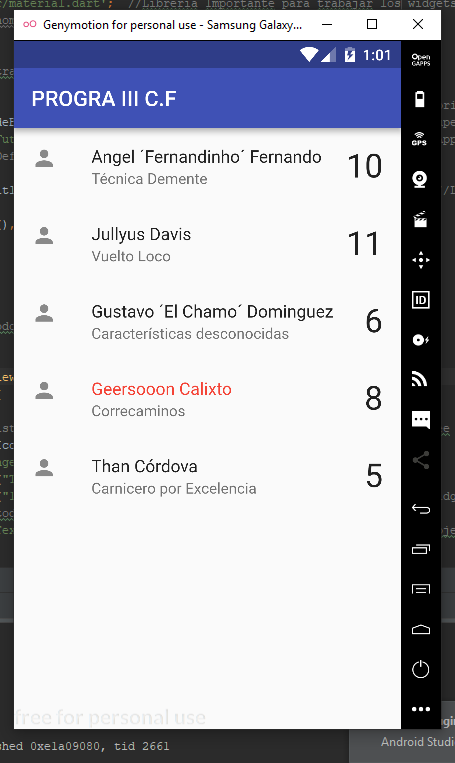 /material.dart';  //Libreria Importante para trabajar los widgets
Genymotion for personal use - Samsung Galaxy...
Open
GAPPS
1:01
PROGRA III C.F
GPS
Angel ´Fernandinho´ Fernando
10
Técnica Demente
Jullyus Davis
11
Vuelto Loco
ID
Gustavo ´El Chamo´ Dominguez
6
Características desconocidas
Geersooon Calixto
8
Correcaminos
Than Córdova
5
Carnicero por Excelencia
free for personal use
shed 0xe1a09080, tid 2661
Android Studi